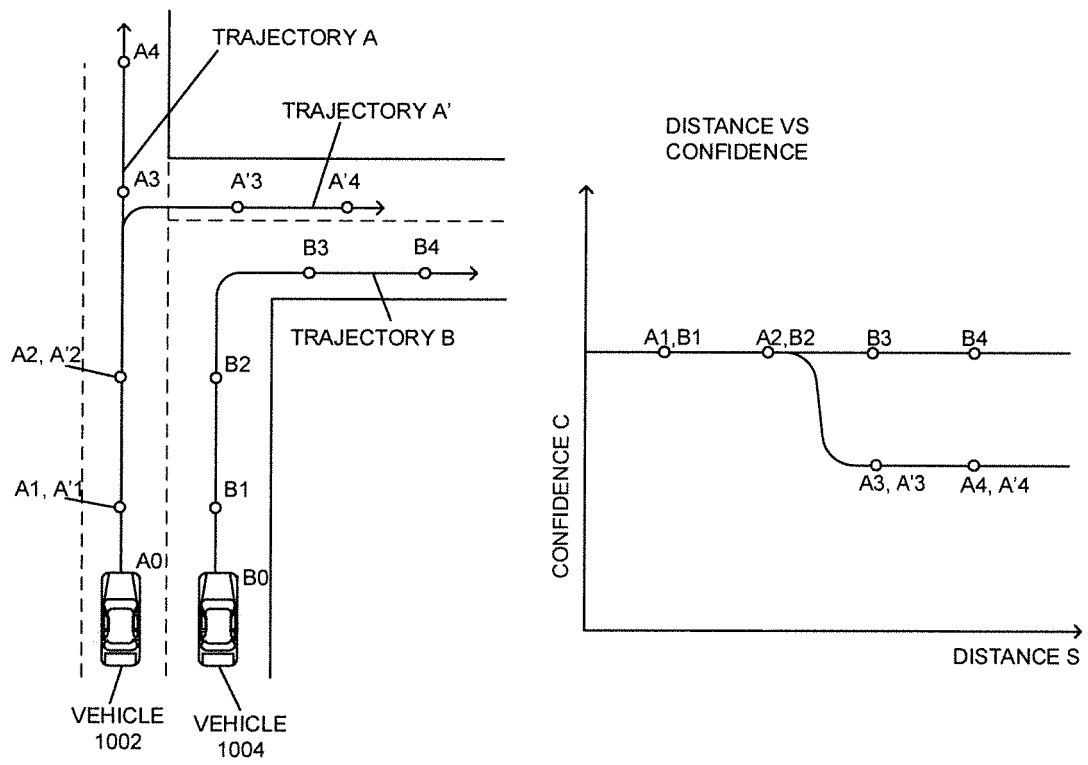 A4
TRAJECTORY A
TRAJECTORY A'
A3
A'3
A'4
B3
B4
TRAJECTORY B
A2, A'2
B2
A1, A'1
B1
A0
B0
VEHICLE
1002
VEHICLE
1004
DISTANCE VS
CONFIDENCE
A1,B1
A2,B2
B3
B4
A3, A'3
A4, A'4
CONFIDENCE C
DISTANCE S